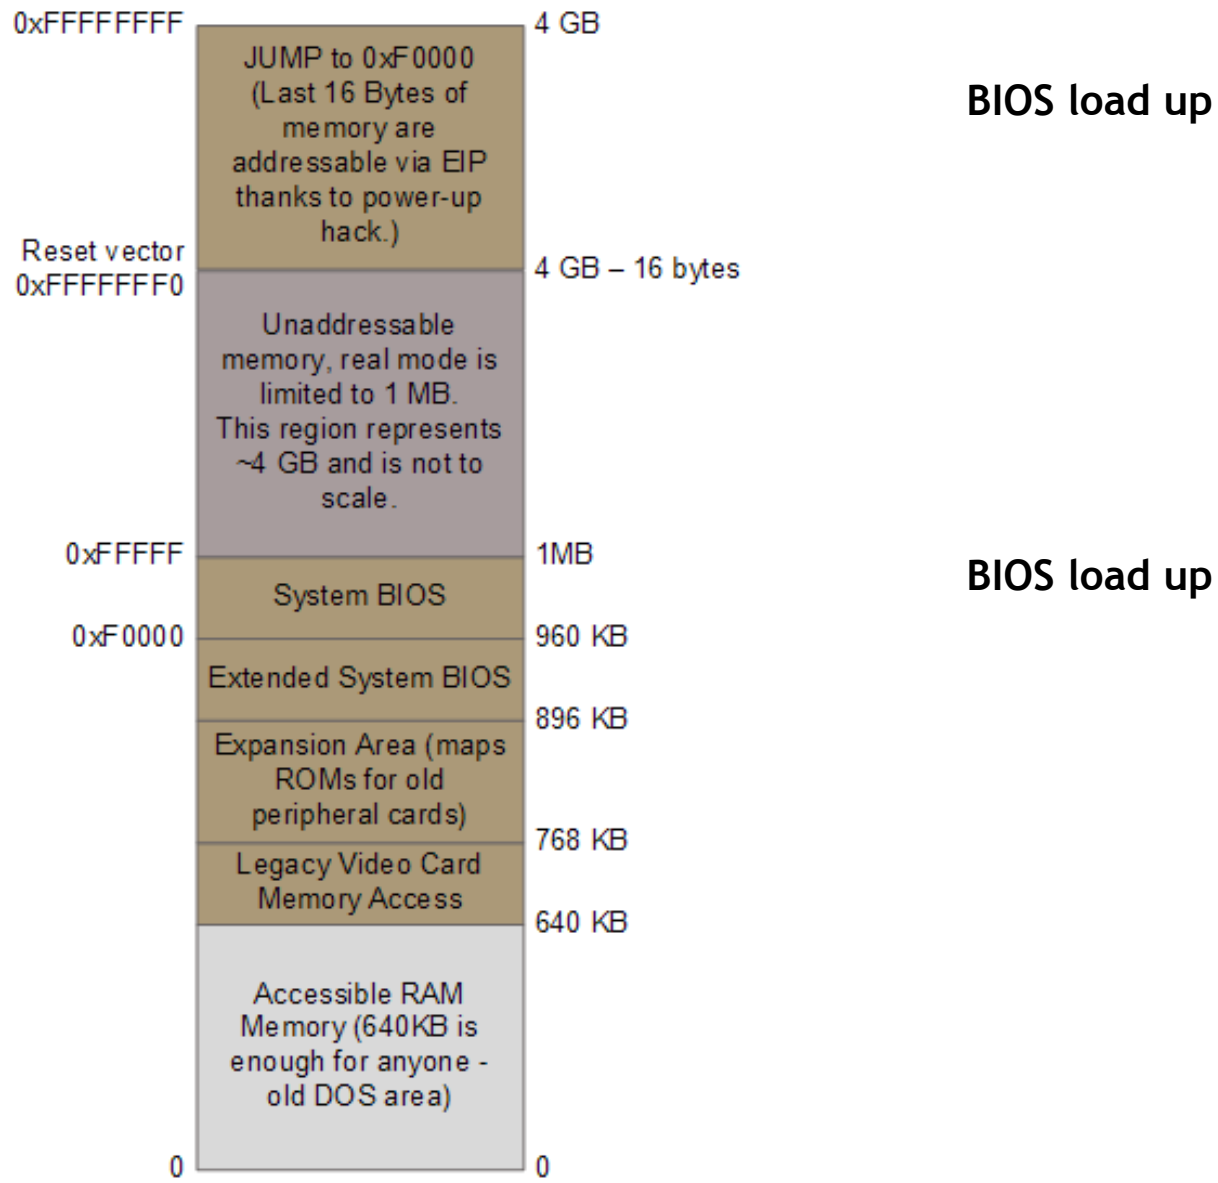 0xFFFFFFFF
4 GB
JUMP to 0xF0000
(Last 16 Bytes of
memory are
addressable via EIP
thanks to power-up
hack.)
BIOS load up
Reset vector
0xFFFFFFF0
4 GB – 16 bytes
Unaddressable
memory, real mode is
limited to 1 MB.
This region represents
~4 GB and is not to
scale.
0xFFFFF
1MB
System BIOS
BIOS load up
0xF0000
960 KB
Extended System BIOS
896 KB
Expansion Area (maps
ROMs for old
peripheral cards)
768 KB
Legacy Video Card
Memory Access
640 KB
Accessible RAM
Memory (640KB is
enough for anyone -
old DOS area)
0
0